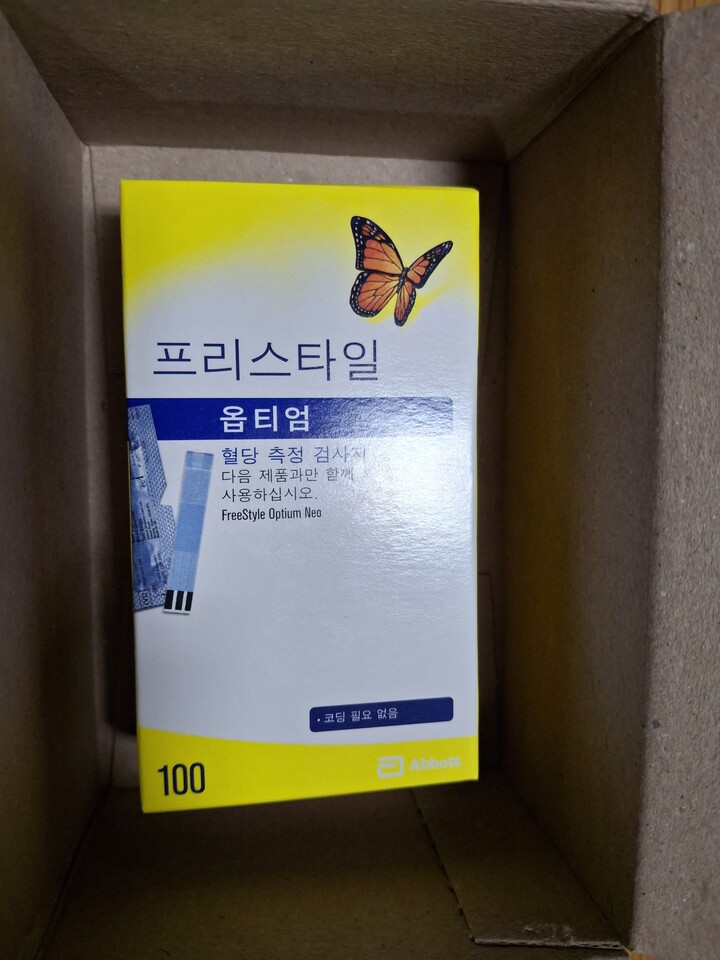 프리스타일
옵티엄
혈당 측정 검사지
다음 제품과만 함께
사용하십시오.
FreeStyle Optium Neo
• 코딩 필요 없음
100
Abbott